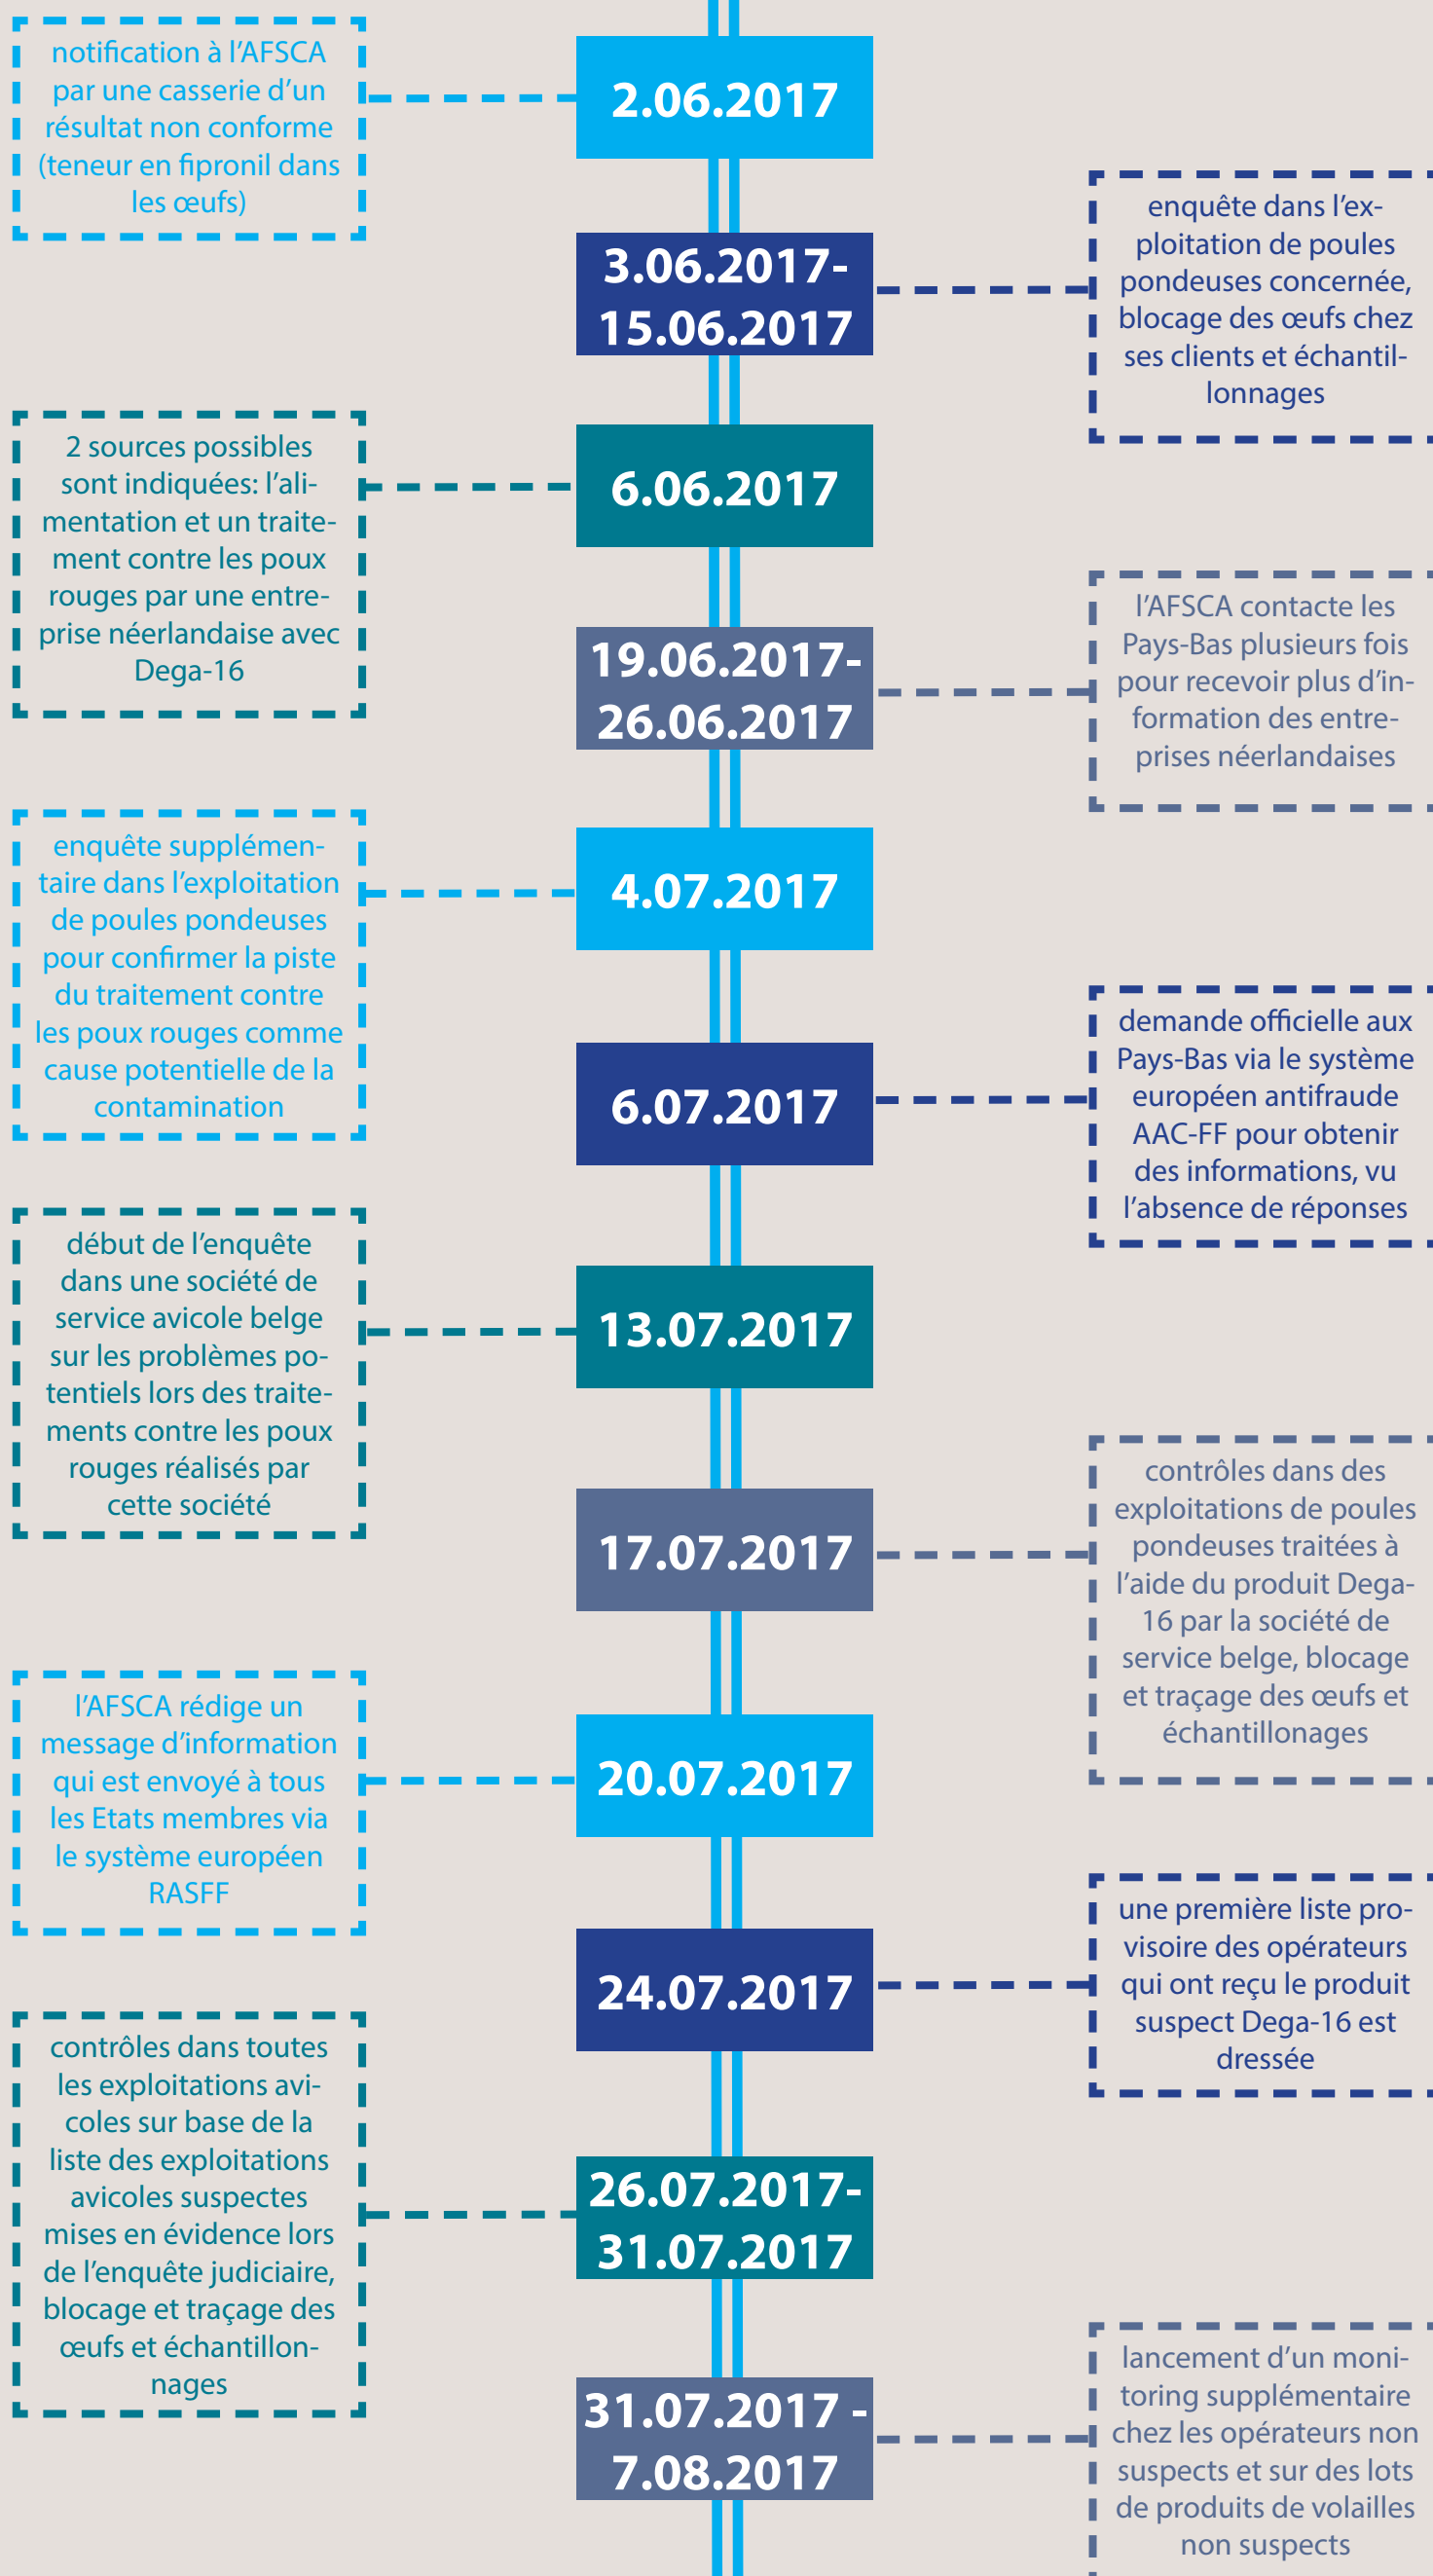 notification à l'AFSCA
par une casserie d'un
résultat non conforme
(teneur en fipronil dans
les œufs)
2.06.2017
3.06.2017-
15.06.2017
enquête dans l'ex-
ploitation de poules
pondeuses concernée,
blocage des œufs chez
ses clients et échantil-
lonnages
2 sources possibles
sont indiquées: l'ali-
mentation et un traite-
ment contre les poux
rouges par une entre-
prise néerlandaise avec
Dega-16
6.06.2017
19.06.2017-
26.06.2017
l'AFSCA contacte les
Pays-Bas plusieurs fois
pour recevoir plus d'in-
formation des entre-
prises néerlandaises
enquête supplémen-
taire dans l'exploitation
de poules pondeuses
pour confirmer la piste
du traitement contre
les poux rouges comme
cause potentielle de la
contamination
4.07.2017
6.07.2017
demande officielle aux
Pays-Bas via le système
européen antifraude
AAC-FF pour obtenir
des informations, vu
l'absence de réponses
début de l'enquête
dans une société de
service avicole belge
sur les problèmes po-
tentiels lors des traite-
ments contre les poux
rouges réalisés par
cette société
13.07.2017
17.07.2017
contrôles dans des
exploitations de poules
pondeuses traitées à
l'aide du produit Dega-
16 par la société de
service belge, blocage
et traçage des œufs et
échantillonages
l'AFSCA rédige un
message d'information
qui est envoyé à tous
les Etats membres via
le système européen
RASFF
20.07.2017
24.07.2017
une première liste pro-
visoire des opérateurs
qui ont reçu le produit
suspect Dega-16 est
dressée
contrôles dans toutes
les exploitations avi-
coles sur base de la
liste des exploitations
avicoles suspectes
mises en évidence lors
de l'enquête judiciaire,
blocage et traçage des
œufs et échantillon-
nages
26.07.2017-
31.07.2017
31.07.2017 -
7.08.2017
lancement d'un moni-
toring supplémentaire
chez les opérateurs non
suspects et sur des lots
de produits de volailles
non suspects